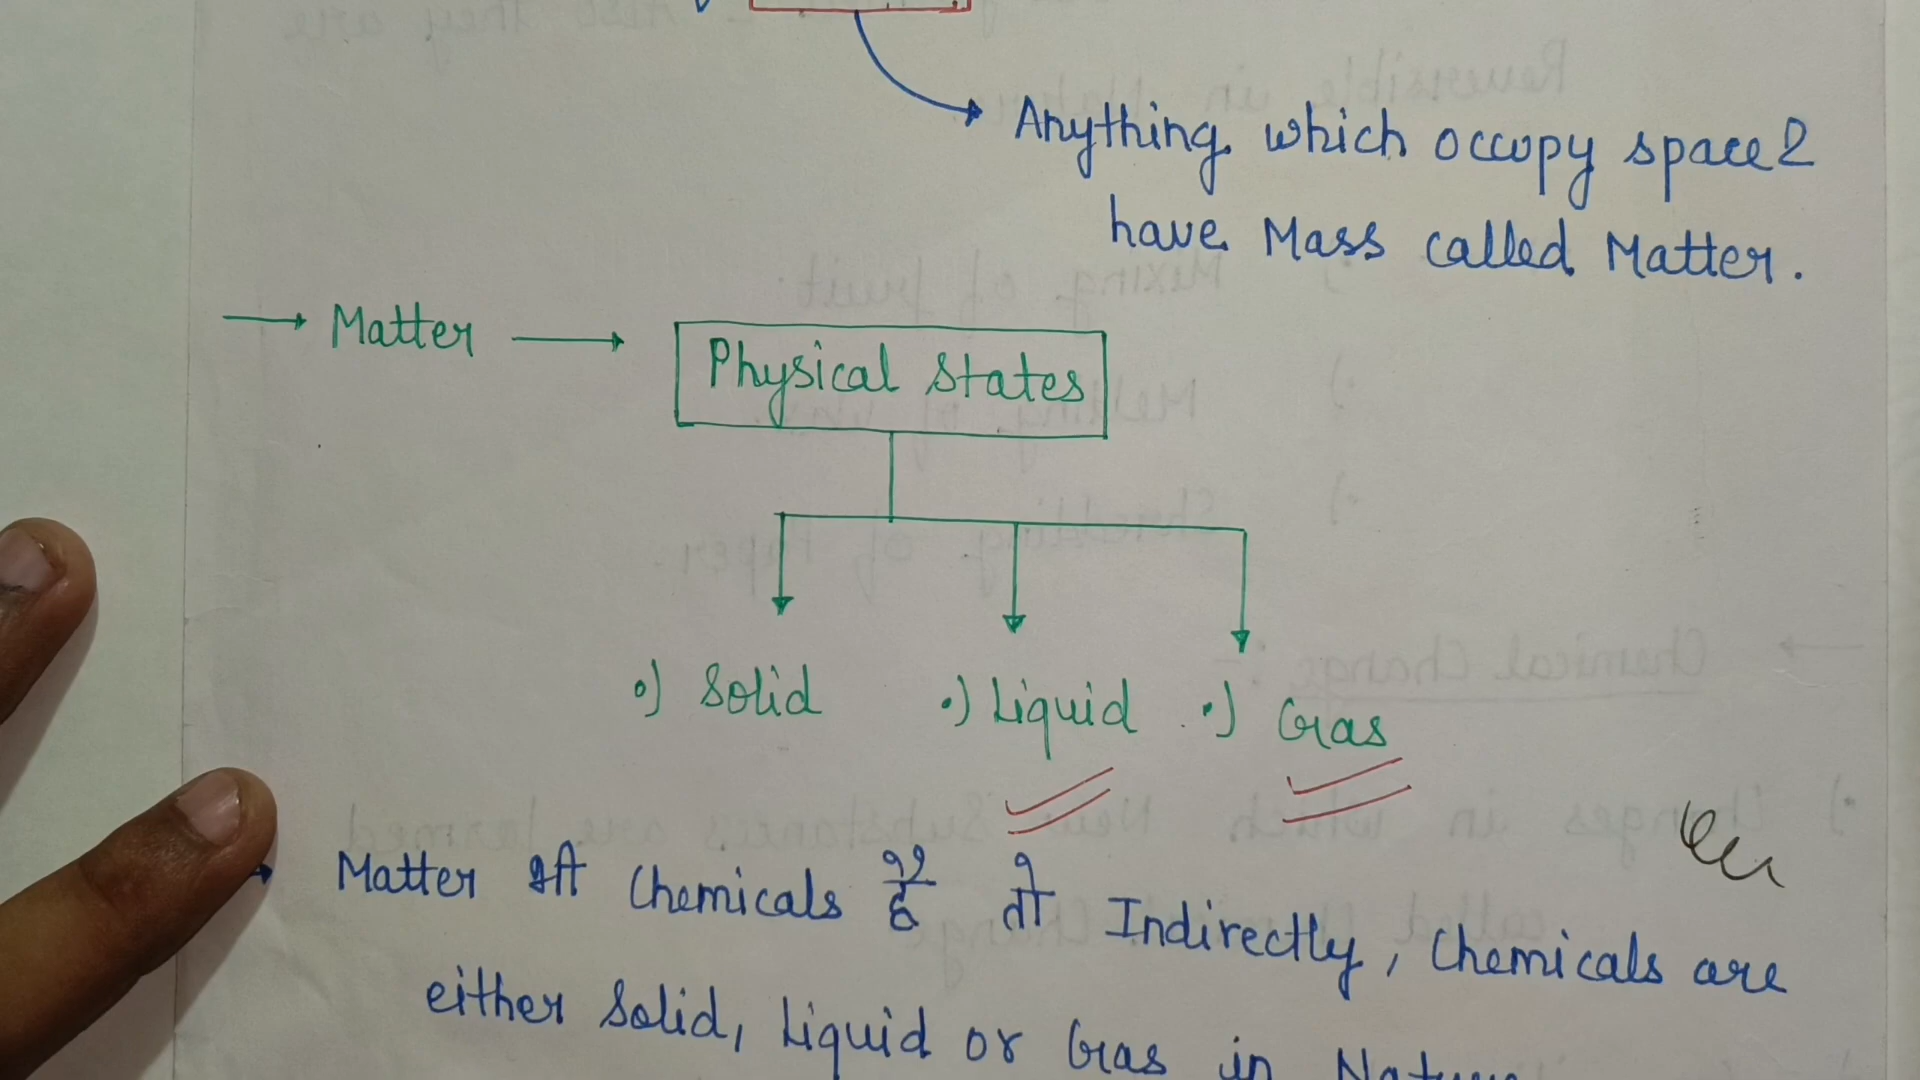 Anything which occupy space &
have Mass called Matter.
→ Matter → Physical States
•) Solid •) Liquid •) Gas
Matter Chemicals Indirectly, Chemicals are
either Solid, Liquid or Gas in